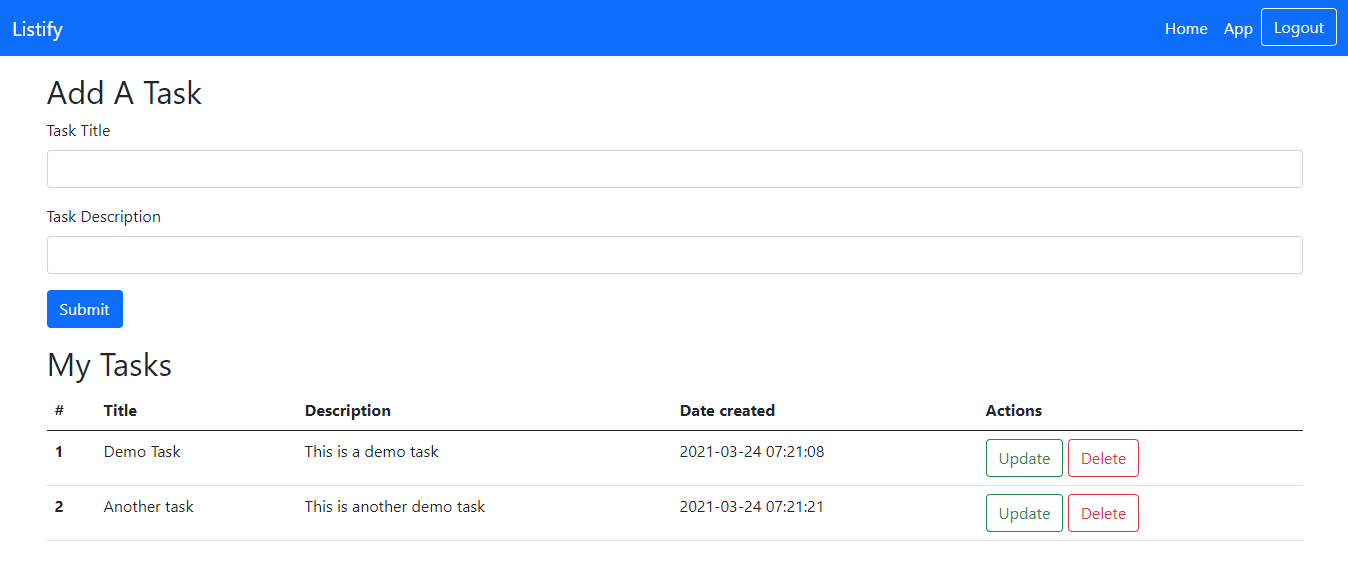 Listify Home App Logout
Add A Task
Task Title
Task Description
Submit
My Tasks
# Title Description Date created Actions
1 Demo Task This is a demo task 2021-03-24 07:21:08 Update Delete
2 Another task This is another demo task 2021-03-24 07:21:21 Update Delete